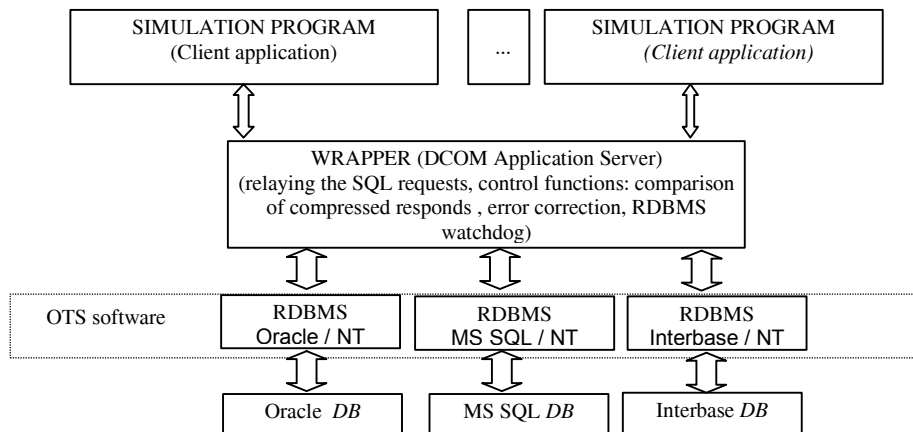 SIMULATION PROGRAM
(Client application)
...
SIMULATION PROGRAM
(Client application)
WRAPPER (DCOM Application Server)
(relaying the SQL requests, control functions: comparison
of compressed responds , error correction, RDBMS
watchdog)
OTS software
RDBMS
Oracle / NT
RDBMS
MS SQL / NT
RDBMS
Interbase / NT
Oracle DB
MS SQL DB
Interbase DB